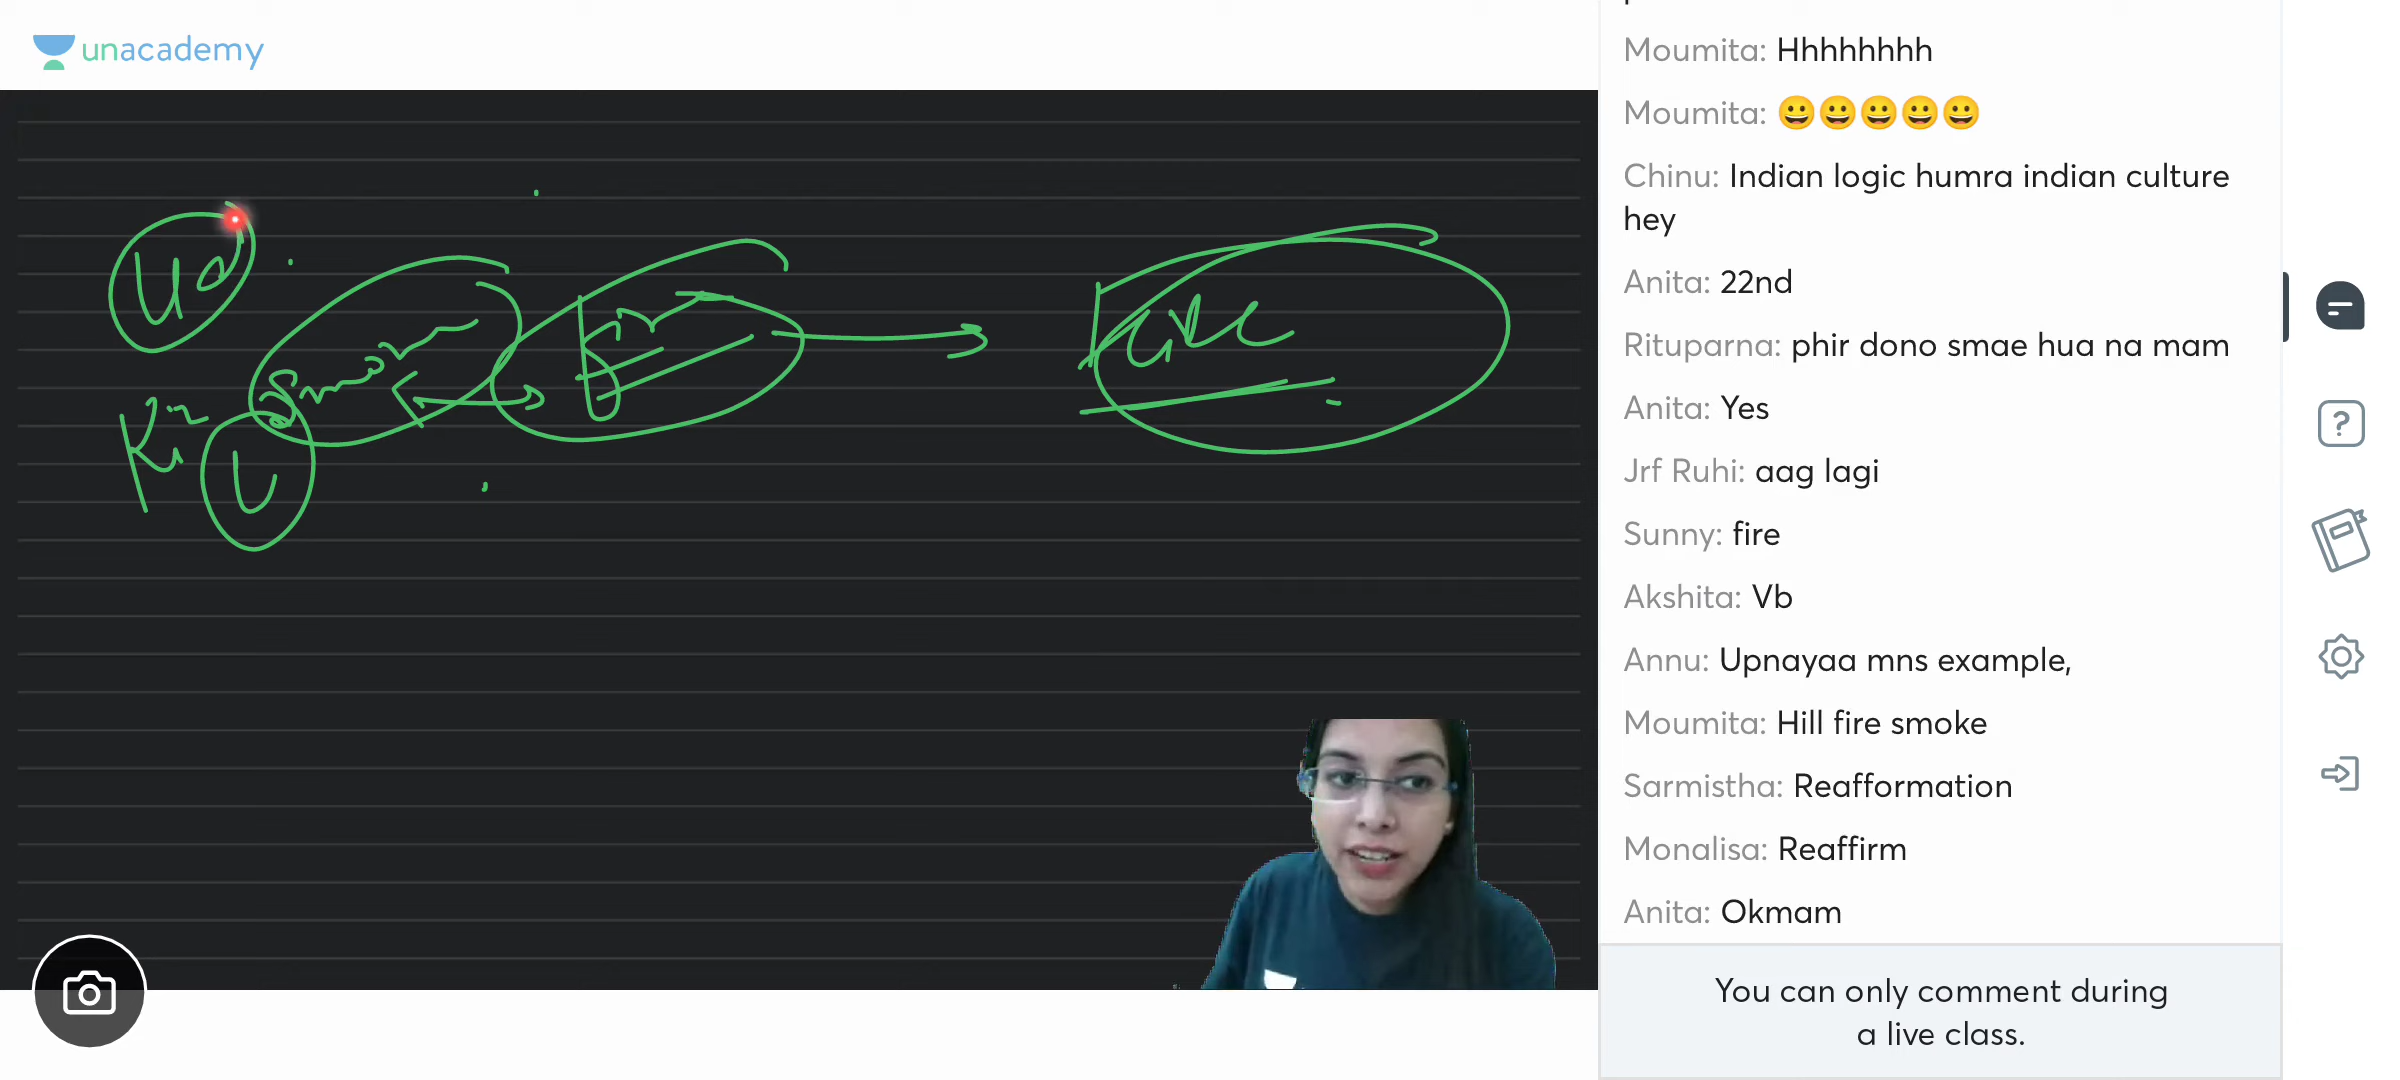 unacademy
Moumita: Hhhhhhhh
Moumita: 😀😀😀😀😀
Chinu: Indian logic humra indian culture
hey
Anita: 22nd
Rituparna: phir dono smae hua na mam
Anita: Yes
Jrf Ruhi: aag lagi
Sunny: fire
Akshita: Vb
Annu: Upnayaa mns example,
Moumita: Hill fire smoke
Sarmistha: Reafformation
Monalisa: Reaffirm
Anita: Okmam
You can only comment during
a live class.